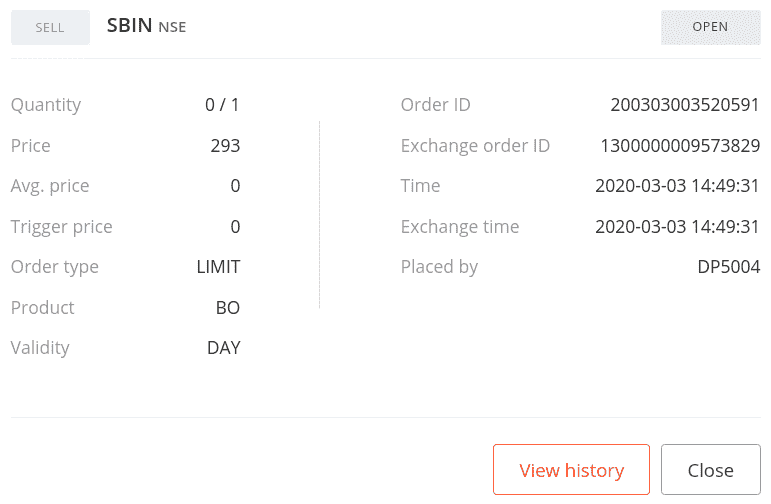 SELL SBIN NSE OPEN
Quantity 0 / 1 Order ID 200303003520591
Price 293 Exchange order ID 1300000009573829
Avg. price 0 Time 2020-03-03 14:49:31
Trigger price 0 Exchange time 2020-03-03 14:49:31
Order type LIMIT Placed by DP5004
Product BO
Validity DAY
View history Close